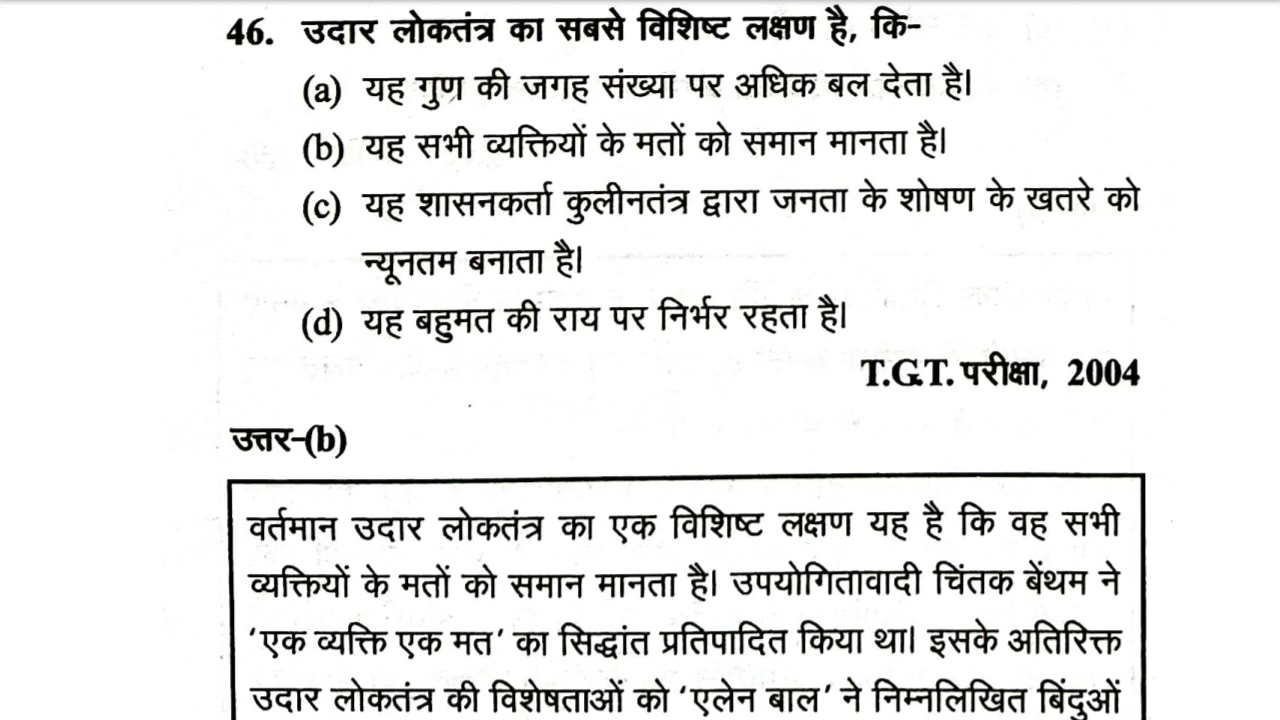 46. उदार लोकतंत्र का सबसे विशिष्ट लक्षण है, कि-
(a) यह गुण की जगह संख्या पर अधिक बल देता है।
(b) यह सभी व्यक्तियों के मतों को समान मानता है।
(c) यह शासनकर्ता कुलीनतंत्र द्वारा जनता के शोषण के खतरे को
न्यूनतम बनाता है।
(d) यह बहुमत की राय पर निर्भर रहता है।
T.G.T. परीक्षा, 2004
उत्तर-(b)
वर्तमान उदार लोकतंत्र का एक विशिष्ट लक्षण यह है कि वह सभी
व्यक्तियों के मतों को समान मानता है। उपयोगितावादी चिंतक बेंथम ने
'एक व्यक्ति एक मत' का सिद्धांत प्रतिपादित किया था। इसके अतिरिक्त
उदार लोकतंत्र की विशेषताओं को 'एलेन बाल' ने निम्नलिखित बिंदुओं